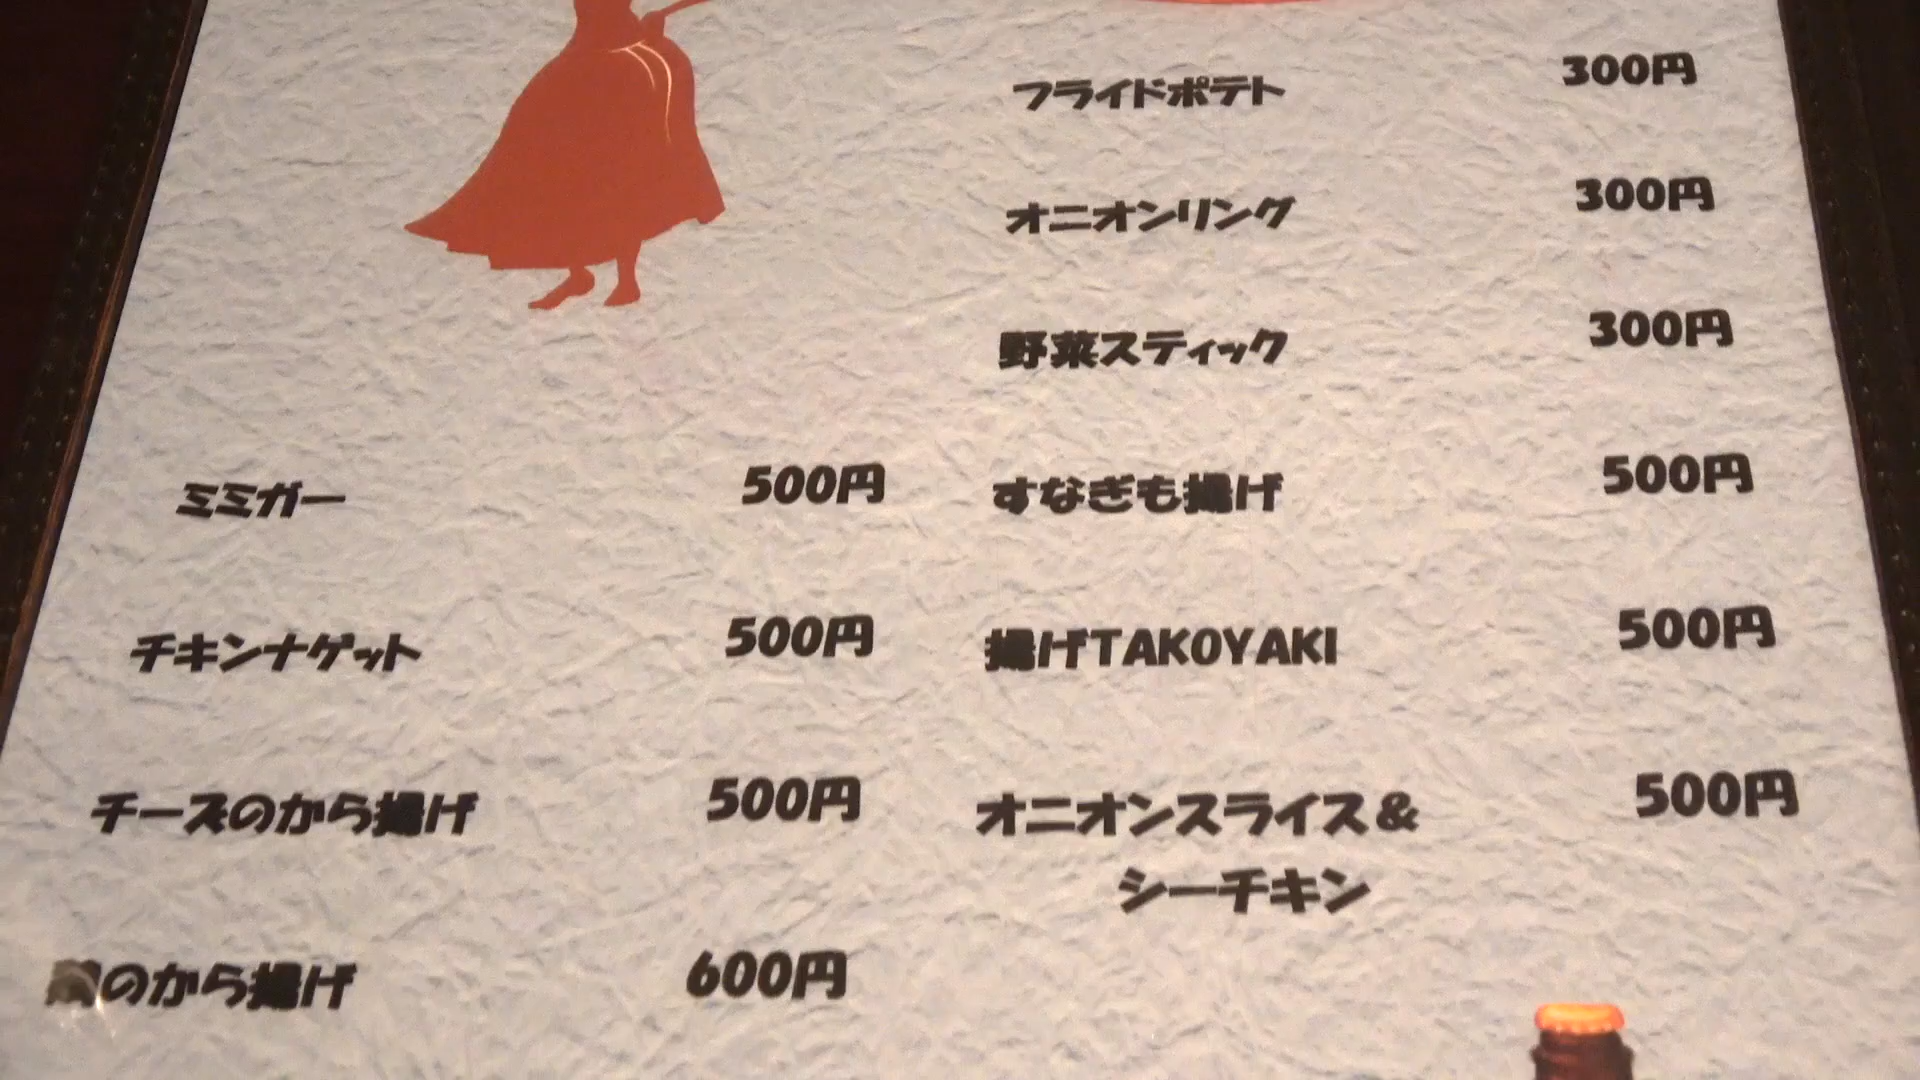 フライドポテト 300円
オニオンリング 300円
野菜スティック 300円
ミミガー 500円
すなぎも揚げ 500円
チキンナゲット 500円
揚げTAKOYAKI 500円
チーズのから揚げ 500円
オニオンスライス& 500円
シーチキン
のから揚げ 600円